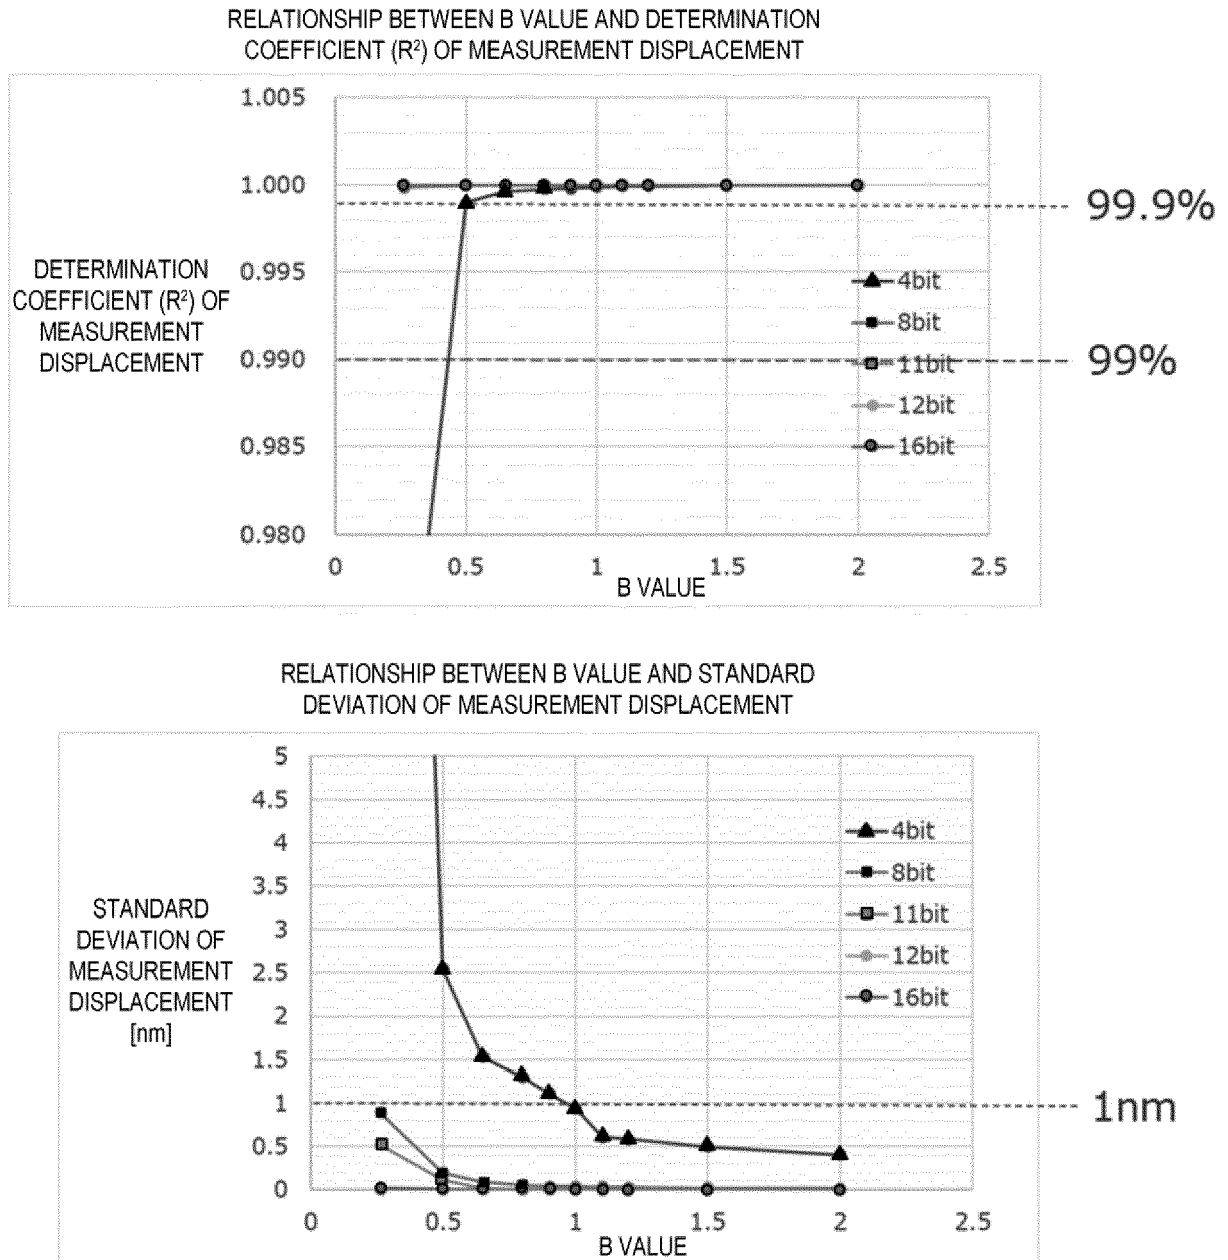 RELATIONSHIP BETWEEN B VALUE AND DETERMINATION
COEFFICIENT (R²) OF MEASUREMENT DISPLACEMENT
1.005
1.000
99.9%
DETERMINATION
COEFFICIENT (R²) OF
MEASUREMENT
DISPLACEMENT
0.995
4bit
8bit
0.990
99%
11bit
12bit
0.985
16bit
0.980
0 0.5 1 1.5 2 2.5
B VALUE
RELATIONSHIP BETWEEN B VALUE AND STANDARD
DEVIATION OF MEASUREMENT DISPLACEMENT
5
4.5
4
3.5
3
2.5
2
1.5
1
0.5
0
4bit
8bit
11bit
12bit
16bit
STANDARD
DEVIATION OF
MEASUREMENT
DISPLACEMENT
[nm]
1nm
0 0.5 1 1.5 2 2.5
B VALUE